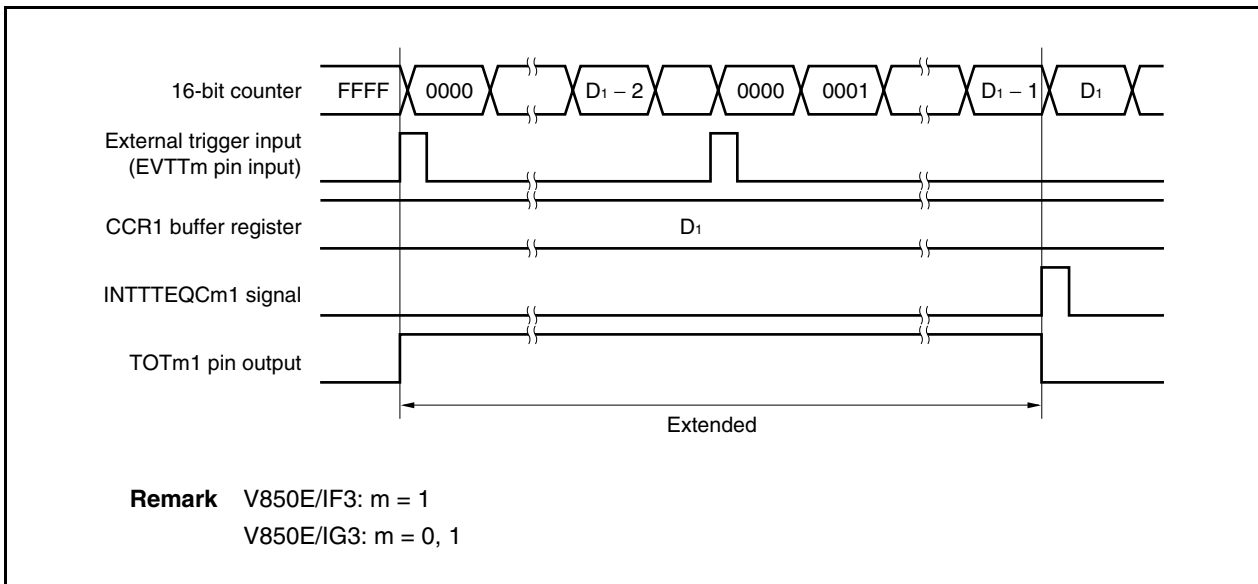 16-bit counter FFFF 0000 D1 − 2 0000 0001 D1 − 1 D1
External trigger input
(EVTTm pin input)
CCR1 buffer register D1
INTTTEQCm1 signal
TOTm1 pin output
Extended
Remark V850E/IF3: m = 1
V850E/IG3: m = 0, 1